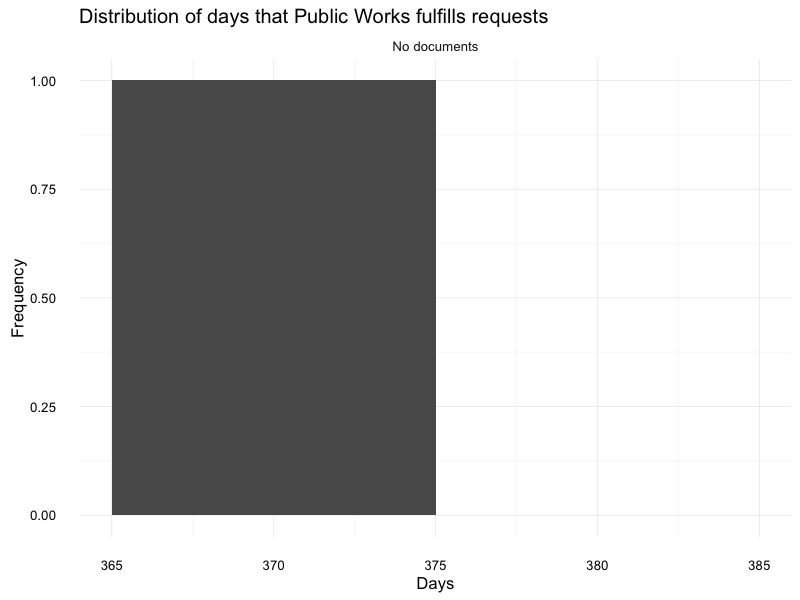 Distribution of days that Public Works fulfills requests
No documents
1.00
0.75
0.50
0.25
0.00
Frequency
365 370 375 380 385
Days